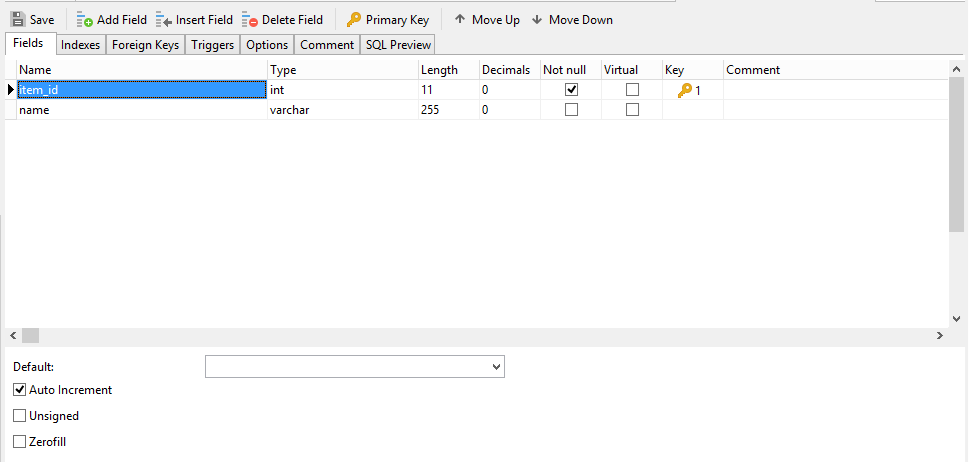 Save Add Field Insert Field Delete Field Primary Key Move Up Move Down
Fields Indexes Foreign Keys Triggers Options Comment SQL Preview
Name Type Length Decimals Not null Virtual Key Comment
item_id int 11 0 1
name varchar 255 0
Default:
Auto Increment
Unsigned
Zerofill